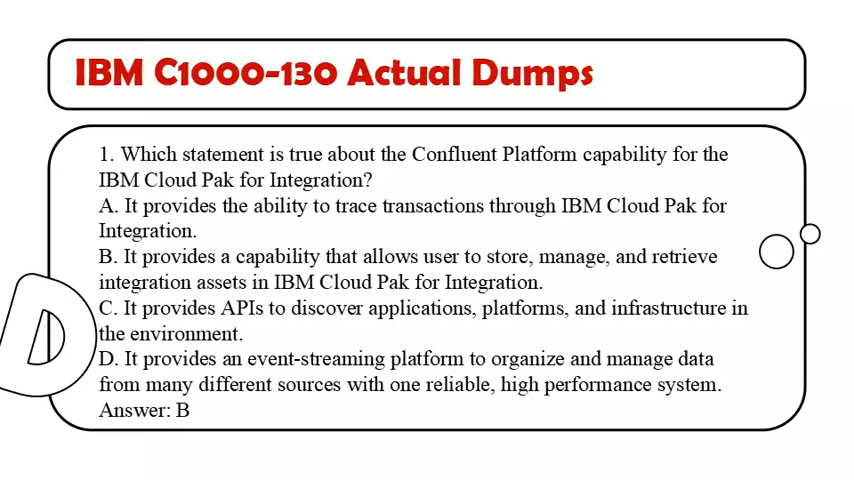 IBM C1000-130 Actual Dumps
1. Which statement is true about the Confluent Platform capability for the
IBM Cloud Pak for Integration?
A. It provides the ability to trace transactions through IBM Cloud Pak for
Integration.
B. It provides a capability that allows user to store, manage, and retrieve
integration assets in IBM Cloud Pak for Integration.
C. It provides APIs to discover applications, platforms, and infrastructure in
the environment.
D. It provides an event-streaming platform to organize and manage data
from many different sources with one reliable, high performance system.
Answer: B
D